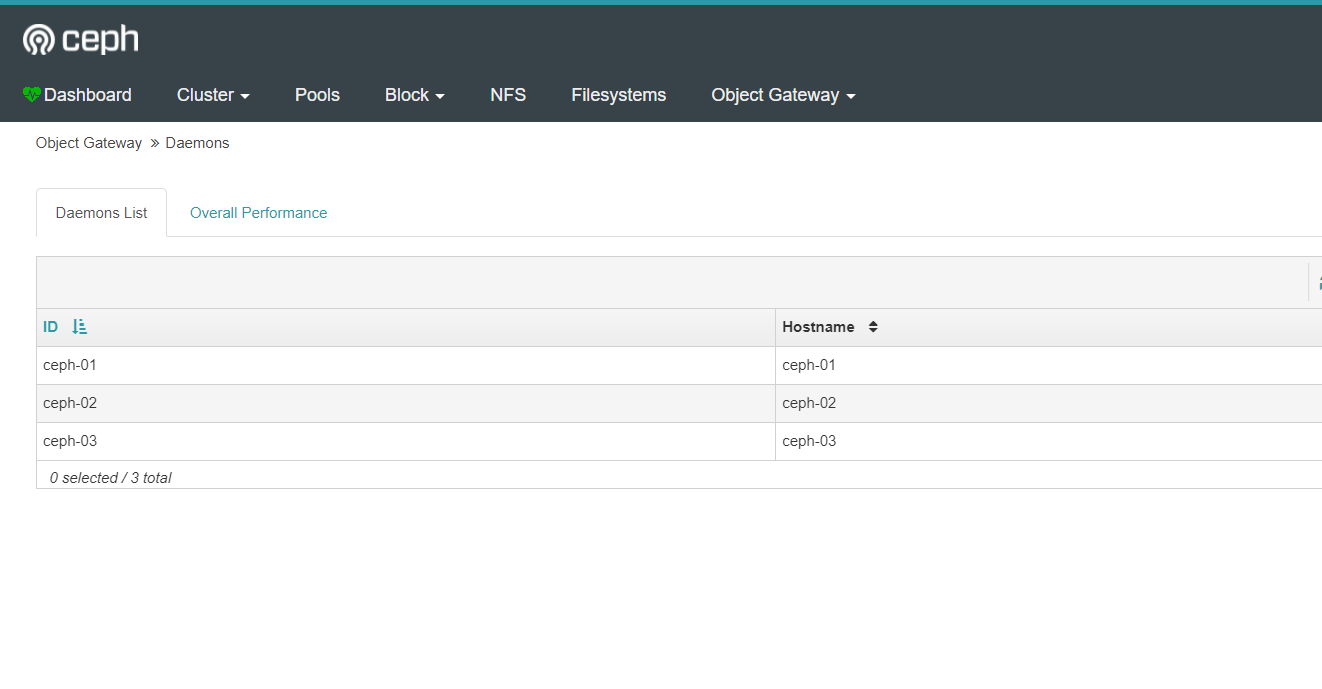 ceph
Dashboard Cluster Pools Block NFS Filesystems Object Gateway
Object Gateway » Daemons
Daemons List Overall Performance
ID Hostname
ceph-01 ceph-01
ceph-02 ceph-02
ceph-03 ceph-03
0 selected / 3 total